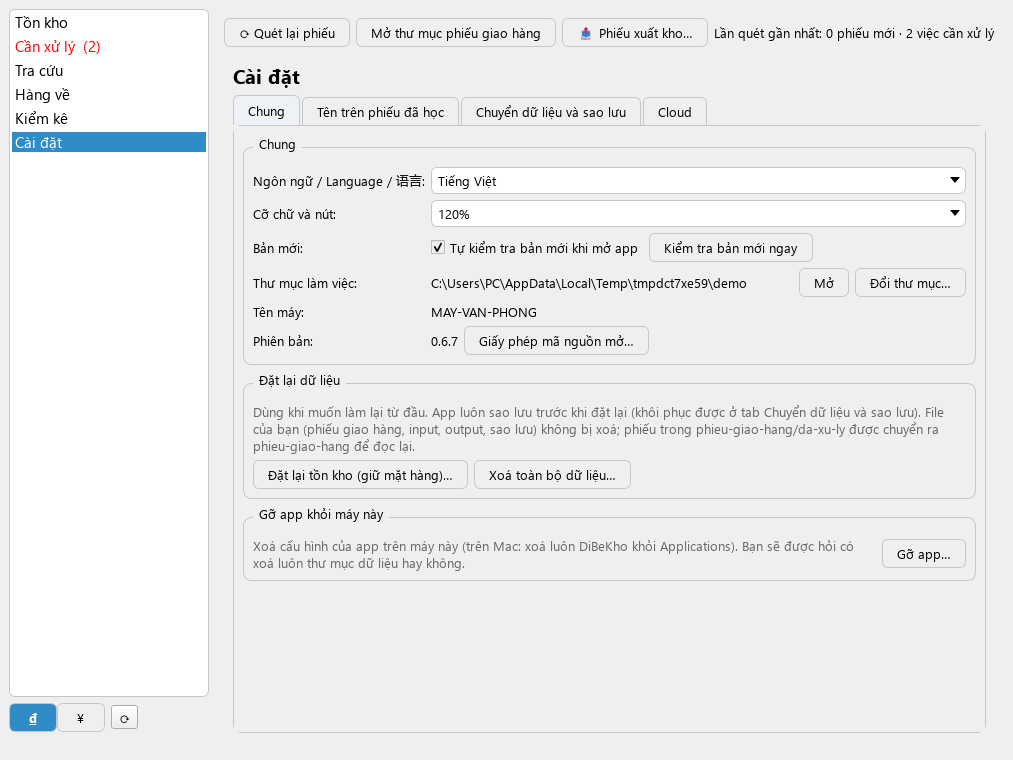 Tồn kho
Cần xử lý (2)
Tra cứu
Hàng về
Kiểm kê
Cài đặt
₫
¥
⟳
⟳ Quét lại phiếu
Mở thư mục phiếu giao hàng
Phiếu xuất kho...
Lần quét gần nhất: 0 phiếu mới · 2 việc cần xử lý
Cài đặt
Chung
Tên trên phiếu đã học
Chuyển dữ liệu và sao lưu
Cloud
Chung
Ngôn ngữ / Language / 语言: Tiếng Việt
Cỡ chữ và nút: 120%
Bản mới: Tự kiểm tra bản mới khi mở app Kiểm tra bản mới ngay
Thư mục làm việc: C:\Users\PC\AppData\Local\Temp\tmpdct7xe59\demo Mở Đổi thư mục...
Tên máy: MAY-VAN-PHONG
Phiên bản: 0.6.7 Giấy phép mã nguồn mở...
Đặt lại dữ liệu
Dùng khi muốn làm lại từ đầu. App luôn sao lưu trước khi đặt lại (khôi phục được ở tab Chuyển dữ liệu và sao lưu). File
của bạn (phiếu giao hàng, input, output, sao lưu) không bị xoá; phiếu trong phieu-giao-hang/da-xu-ly được chuyển ra
phieu-giao-hang để đọc lại.
Đặt lại tồn kho (giữ mặt hàng)... Xoá toàn bộ dữ liệu...
Gỡ app khỏi máy này
Xoá cấu hình của app trên máy này (trên Mac: xoá luôn DiBeKho khỏi Applications). Bạn sẽ được hỏi có
xoá luôn thư mục dữ liệu hay không.
Gỡ app...